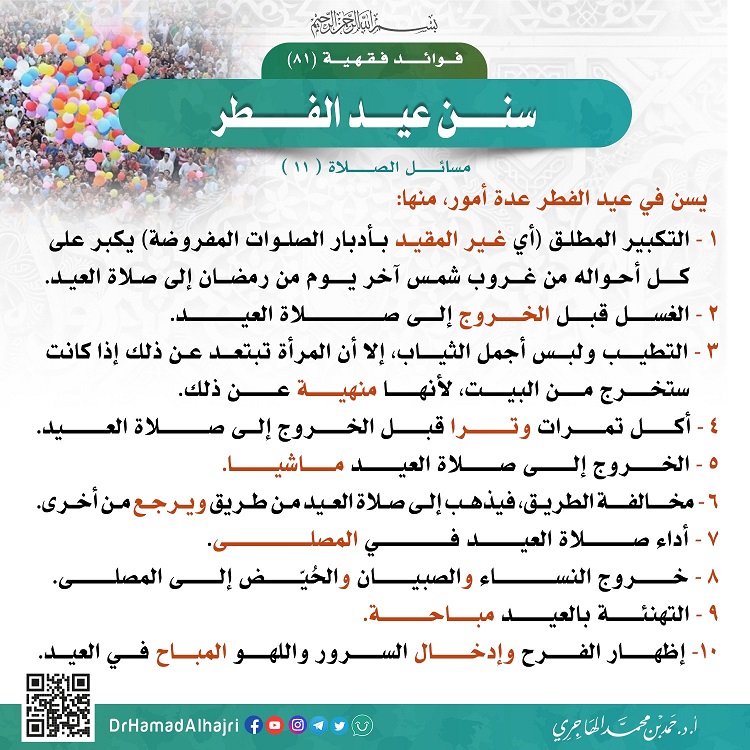 بسم الله الرحمن الرحيم
فوائد فقهية (٨١)
سنن عيد الفطر
مسائل الصلاة (١١)
يسن في عيد الفطر عدة أمور، منها:
١- التكبير المطلق (أي غير المقيد بأدبار الصلوات المفروضة) يكبر على
كل أحواله من غروب شمس آخر يوم من رمضان إلى صلاة العيد.
٢- الغسل قبل الخروج إلى صلاة العيد.
٣- التطيب ولبس أجمل الثياب، إلا أن المرأة تبتعد عن ذلك إذا كانت
ستخرج من البيت، لأنها منهية عن ذلك.
٤- أكل تمرات وترا قبل الخروج إلى صلاة العيد.
٥- الخروج إلى صلاة العيد ماشيا.
٦- مخالفة الطريق، فيذهب إلى صلاة العيد من طريق ويرجع من أخرى.
٧- أداء صلاة العيد في المصلى.
٨- خروج النساء والصبيان والحُيّض إلى المصلى.
٩- التهنئة بالعيد مباحة.
١٠- إظهار الفرح وإدخال السرور واللهو المباح في العيد.
أ.د. حمد بن محمد الهاجري
DrHamadAlhajri